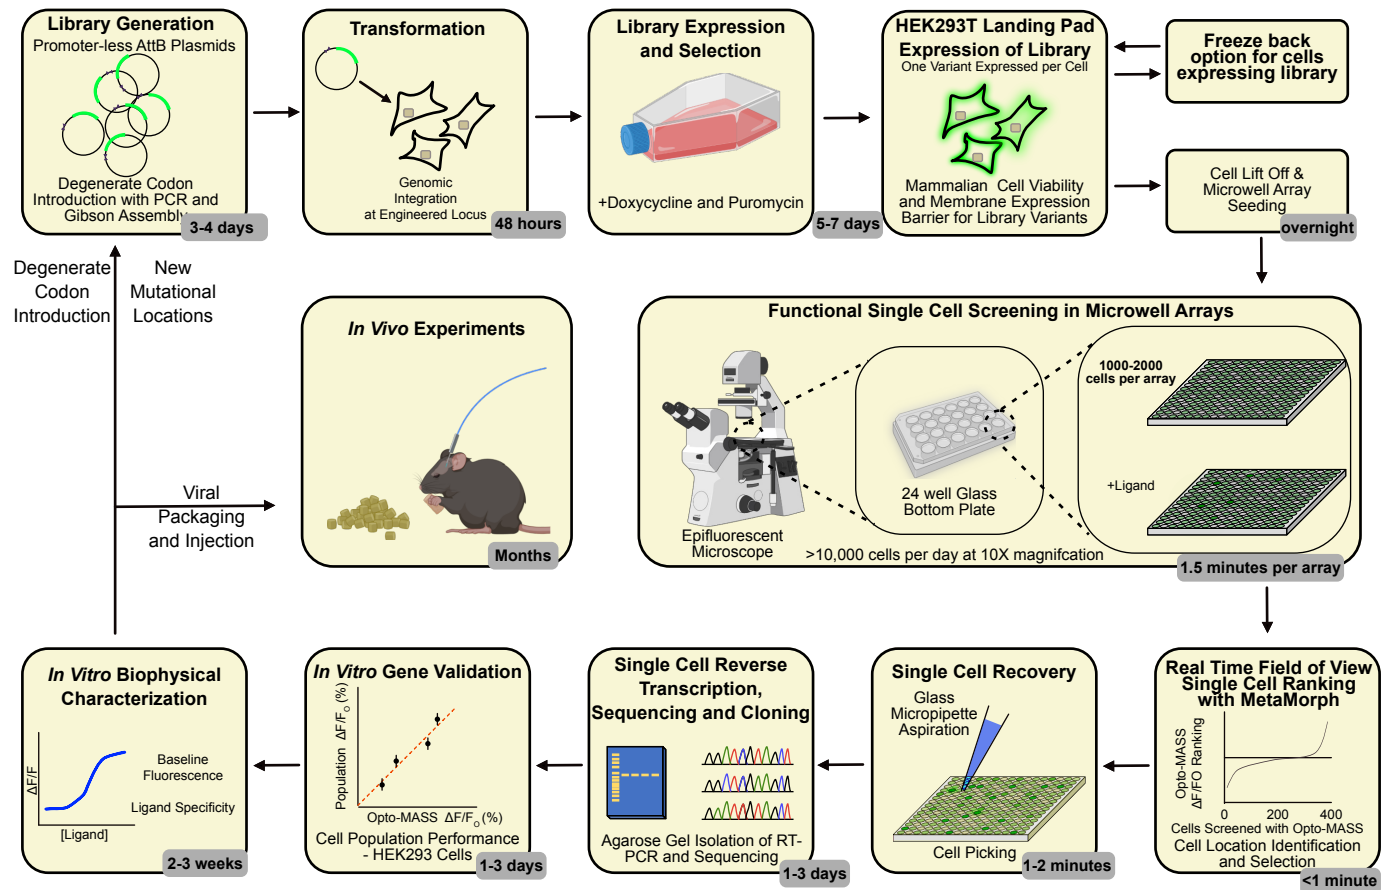 Library Generation
Promoter-less AttB Plasmids
Degenerate Codon
Introduction with PCR and
Gibson Assembly
3-4 days
Transformation
Genomic
Integration
at Engineered Locus
48 hours
Library Expression
and Selection
+Doxycycline and Puromycin
5-7 days
HEK293T Landing Pad
Expression of Library
One Variant Expressed per Cell
Mammalian Cell Viability
and Membrane Expression
Barrier for Library Variants
Freeze back
option for cells
expressing library
Cell Lift Off &
Microwell Array
Seeding
overnight
Degenerate
Codon
Introduction
New
Mutational
Locations
In Vivo Experiments
Months
Viral
Packaging
and Injection
Functional Single Cell Screening in Microwell Arrays
Epifluorescent
Microscope
24 well Glass
Bottom Plate
1000-2000
cells per array
+Ligand
>10,000 cells per day at 10X magnifcation
1.5 minutes per array
In Vitro Biophysical
Characterization
ΔF/F
[Ligand]
Baseline
Fluorescence
Ligand Specificity
2-3 weeks
In Vitro Gene Validation
Population ΔF/FO (%)
Opto-MASS ΔF/FO (%)
Cell Population Performance
- HEK293 Cells
1-3 days
Single Cell Reverse
Transcription,
Sequencing and Cloning
Agarose Gel Isolation of RT-
PCR and Sequencing
1-3 days
Single Cell Recovery
Glass
Micropipette
Aspiration
Cell Picking
1-2 minutes
Real Time Field of View
Single Cell Ranking
with MetaMorph
Opto-MASS
ΔF/FO Ranking
0 200 400
Cells Screened with Opto-MASS
Cell Location Identification
and Selection
<1 minute